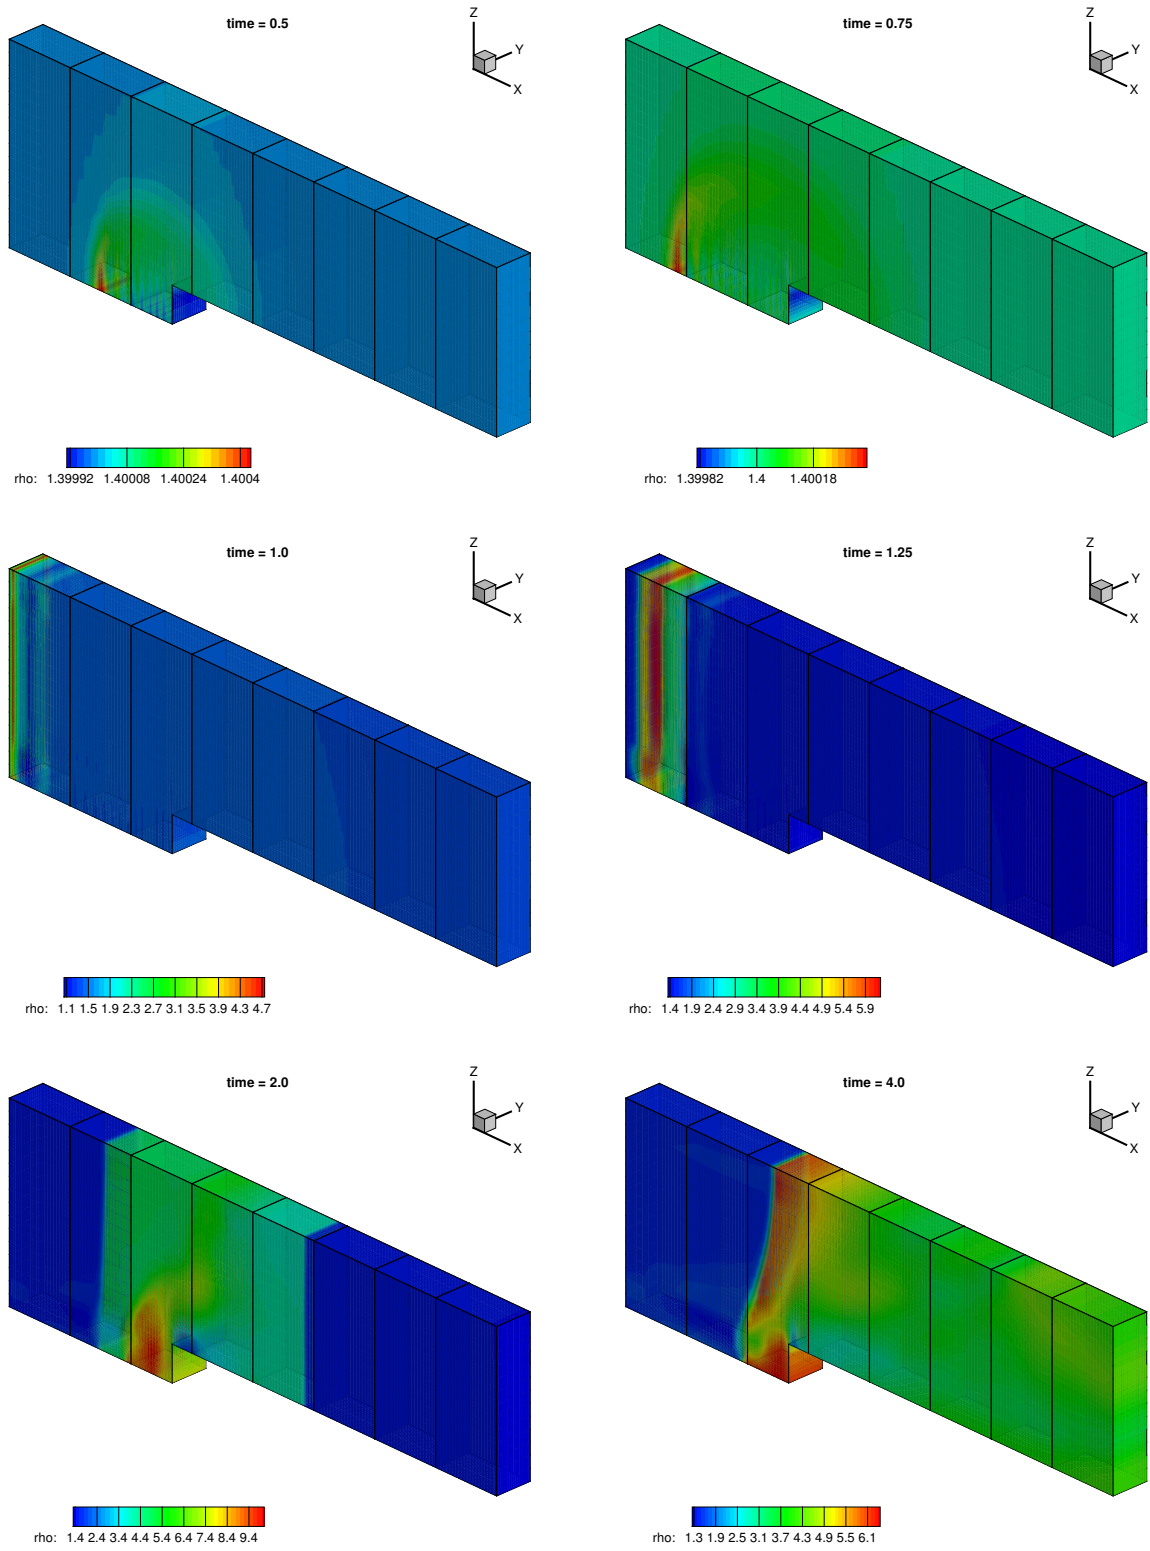 time = 0.5
Z
Y
X
rho: 1.39992 1.40008 1.40024 1.4004
time = 0.75
Z
Y
X
rho: 1.39982 1.4 1.40018
time = 1.0
Z
Y
X
rho: 1.1 1.5 1.9 2.3 2.7 3.1 3.5 3.9 4.3 4.7
time = 1.25
Z
Y
X
rho: 1.4 1.9 2.4 2.9 3.4 3.9 4.4 4.9 5.4 5.9
time = 2.0
Z
Y
X
rho: 1.4 2.4 3.4 4.4 5.4 6.4 7.4 8.4 9.4
time = 4.0
Z
Y
X
rho: 1.3 1.9 2.5 3.1 3.7 4.3 4.9 5.5 6.1